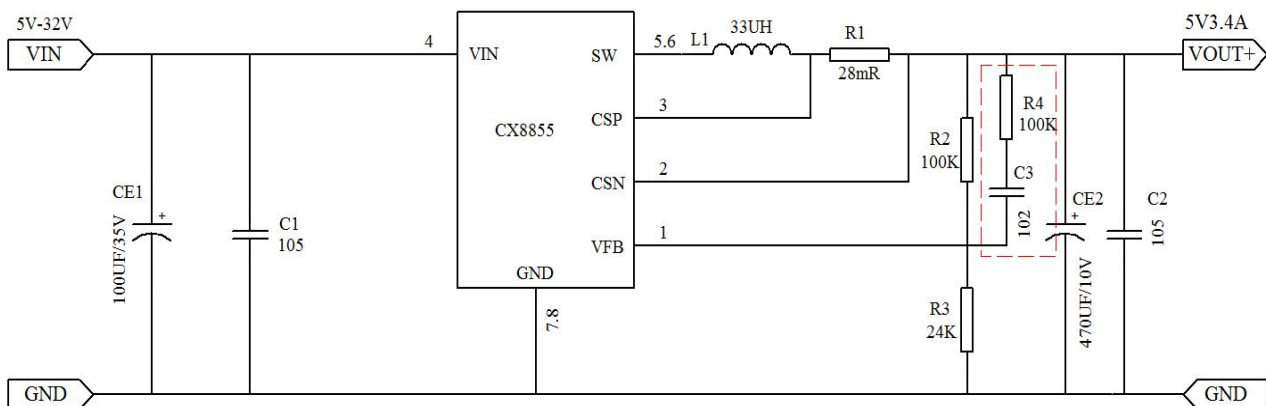 5V-32V
VIN
4
VIN
SW
5.6
L1
33UH
R1
28mR
5V3.4A
VOUT+
CSP
3
CX8855
CSN
2
R2
100K
R4
100K
C3
102
CE1
+
100UF/35V
C1
105
VFB
1
CE2
+
470UF/10V
C2
105
GND
7.8
R3
24K
GND
GND